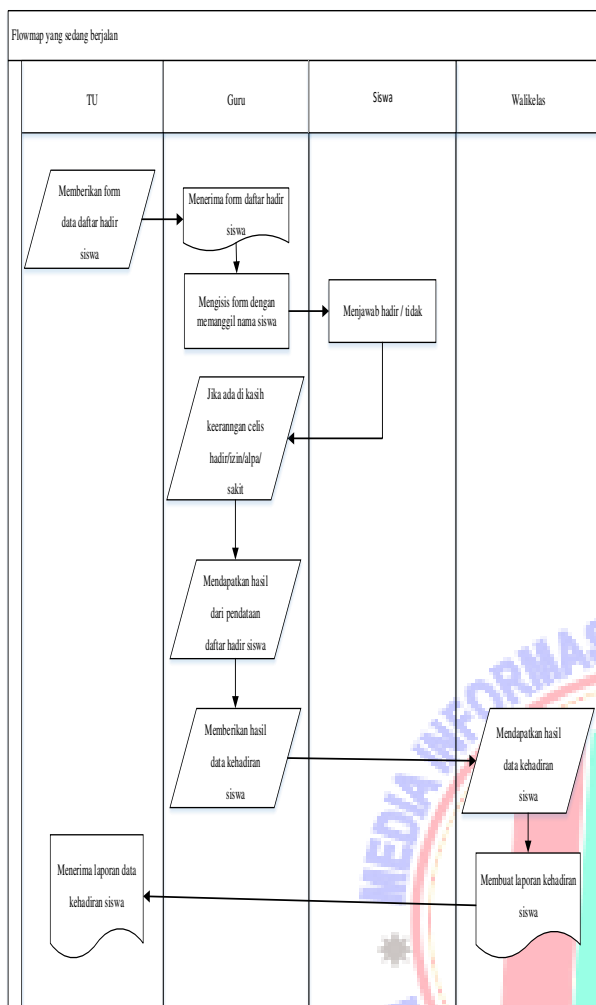 Flowmap yang sedang berjalan
TU
Guru
Siswa
Walikelas
Memberikan form
data daftar hadir
siswa
Menerima form daftar hadir
siswa
Mengisis form dengan
memanggil nama siswa
Menjawab hadir / tidak
Jika ada di kasih
keeranngan celis
hadir/izin/alpa/
sakit
Mendapatkan hasil
dari pendataan
daftar hadir siswa
Memberikan hasil
data kehadiran
siswa
Mendapatkan hasil
data kehadiran
siswa
Membuat laporan kehadiran
siswa
Menerima laporan data
kehadiran siswa
MEDIA INFORMAS